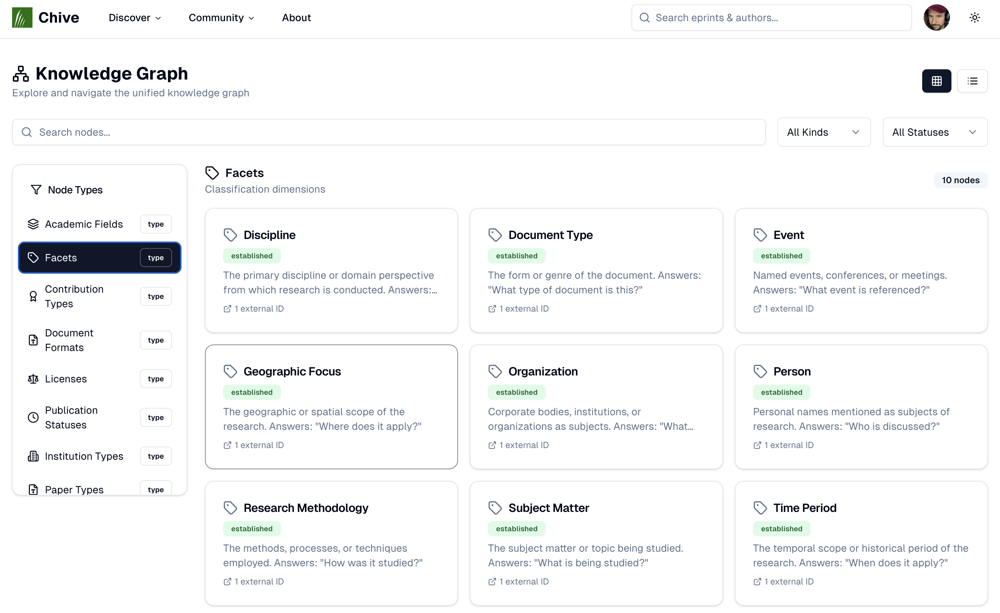 Chive
Discover
Community
About
Search eprints & authors...
Knowledge Graph
Explore and navigate the unified knowledge graph
Search nodes...
All Kinds
All Statuses
Node Types
Academic Fields
type
Facets
type
Contribution
Types
type
Document
Formats
type
Licenses
type
Publication
Statuses
type
Institution Types
type
Paper Types
type
Facets
Classification dimensions
10 nodes
Discipline
established
The primary discipline or domain perspective
from which research is conducted. Answers:...
1 external ID
Document Type
established
The form or genre of the document. Answers:
"What type of document is this?"
1 external ID
Event
established
Named events, conferences, or meetings.
Answers: "What event is referenced?"
1 external ID
Geographic Focus
established
The geographic or spatial scope of the
research. Answers: "Where does it apply?"
1 external ID
Organization
established
Corporate bodies, institutions, or
organizations as subjects. Answers: "What...
1 external ID
Person
established
Personal names mentioned as subjects of
research. Answers: "Who is discussed?"
1 external ID
Research Methodology
established
The methods, processes, or techniques
employed. Answers: "How was it studied?"
1 external ID
Subject Matter
established
The subject matter or topic being studied.
Answers: "What is being studied?"
1 external ID
Time Period
established
The temporal scope or historical period of the
research. Answers: "When does it apply?"
1 external ID